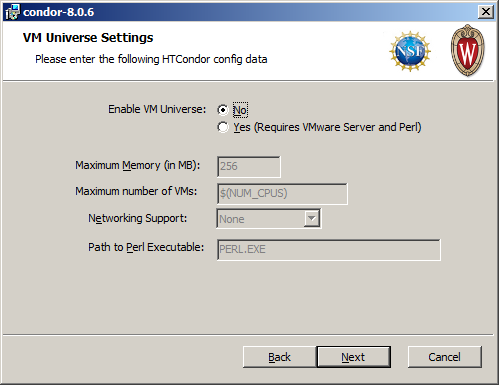 condor-8.0.6
VM Universe Settings
Please enter the following HTCondor config data
NSF
W
Enable VM Universe: No
Yes (Requires VMware Server and Perl)
Maximum Memory (in MB): 256
Maximum number of VMs: $(NUM_CPUS)
Networking Support: None
Path to Perl Executable: PERL.EXE
Back Next Cancel